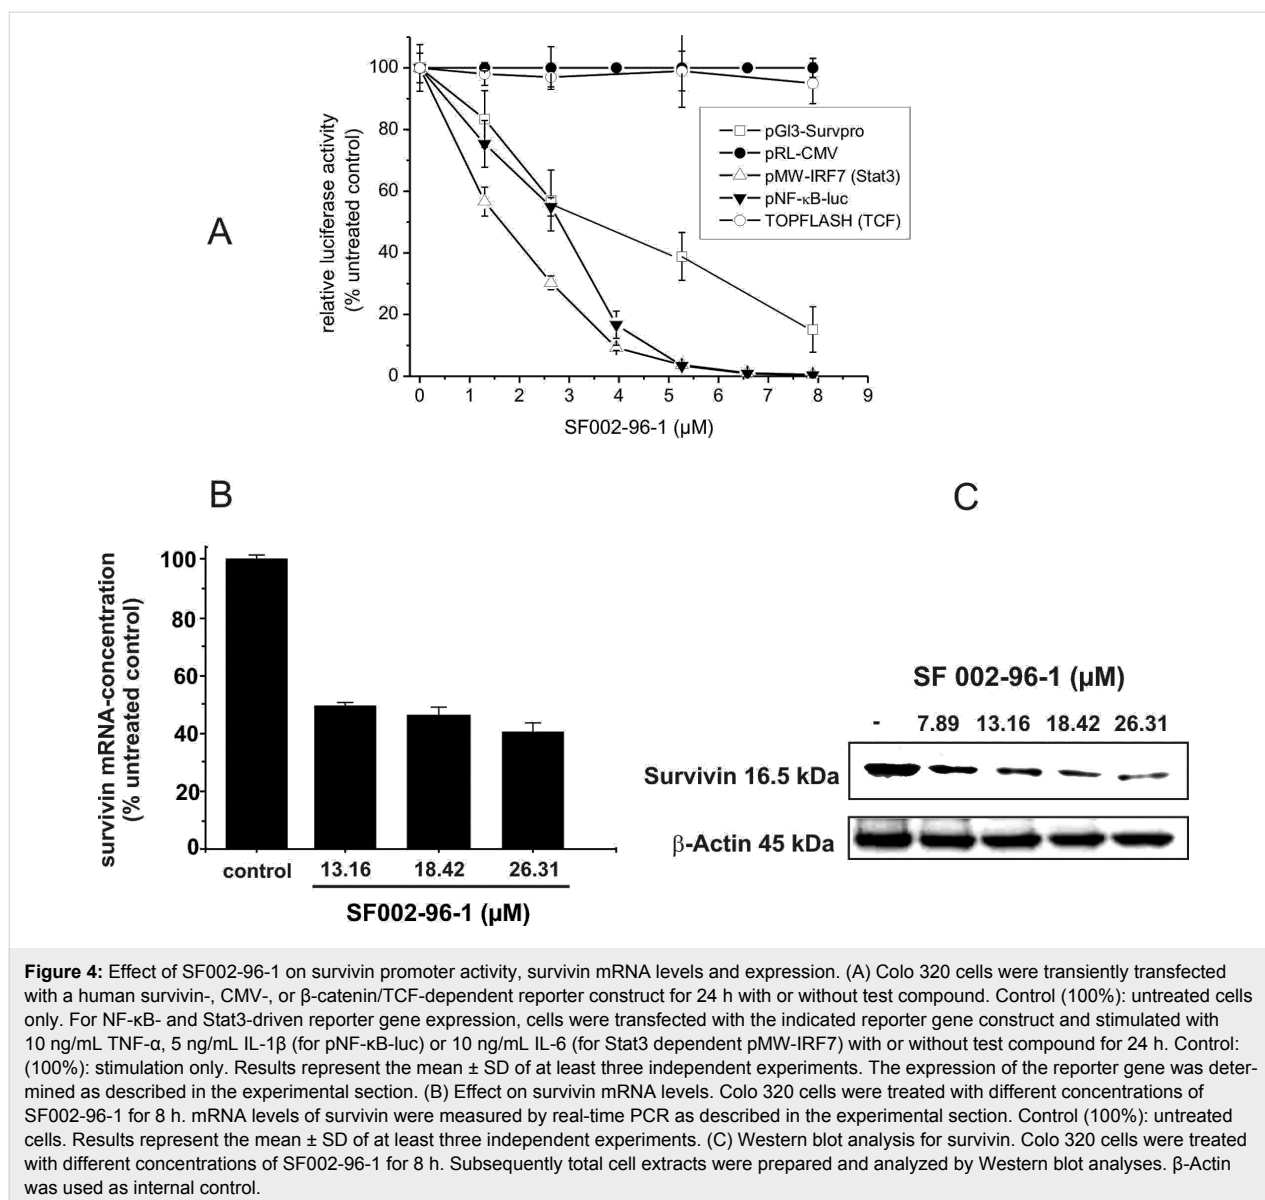 A
relative luciferase activity
(% untreated control)
100
80
60
40
20
0
pGl3-Survpro
pRL-CMV
pMW-IRF7 (Stat3)
pNF-κB-luc
TOPFLASH (TCF)
0 1 2 3 4 5 6 7 8 9
SF002-96-1 (µM)
B
survivin mRNA-concentration
(% untreated control)
100
80
60
40
20
0
control 13.16 18.42 26.31
SF002-96-1 (µM)
C
SF 002-96-1 (µM)
- 7.89 13.16 18.42 26.31
Survivin 16.5 kDa
β-Actin 45 kDa
Figure 4: Effect of SF002-96-1 on survivin promoter activity, survivin mRNA levels and expression. (A) Colo 320 cells were transiently transfected
with a human survivin-, CMV-, or β-catenin/TCF-dependent reporter construct for 24 h with or without test compound. Control (100%): untreated cells
only. For NF-κB- and Stat3-driven reporter gene expression, cells were transfected with the indicated reporter gene construct and stimulated with
10 ng/mL TNF-α, 5 ng/mL IL-1β (for pNF-κB-luc) or 10 ng/mL IL-6 (for Stat3 dependent pMW-IRF7) with or without test compound for 24 h. Control:
(100%): stimulation only. Results represent the mean ± SD of at least three independent experiments. The expression of the reporter gene was deter-
mined as described in the experimental section. (B) Effect on survivin mRNA levels. Colo 320 cells were treated with different concentrations of
SF002-96-1 for 8 h. mRNA levels of survivin were measured by real-time PCR as described in the experimental section. Control (100%): untreated
cells. Results represent the mean ± SD of at least three independent experiments. (C) Western blot analysis for survivin. Colo 320 cells were treated
with different concentrations of SF002-96-1 for 8 h. Subsequently total cell extracts were prepared and analyzed by Western blot analyses. β-Actin
was used as internal control.